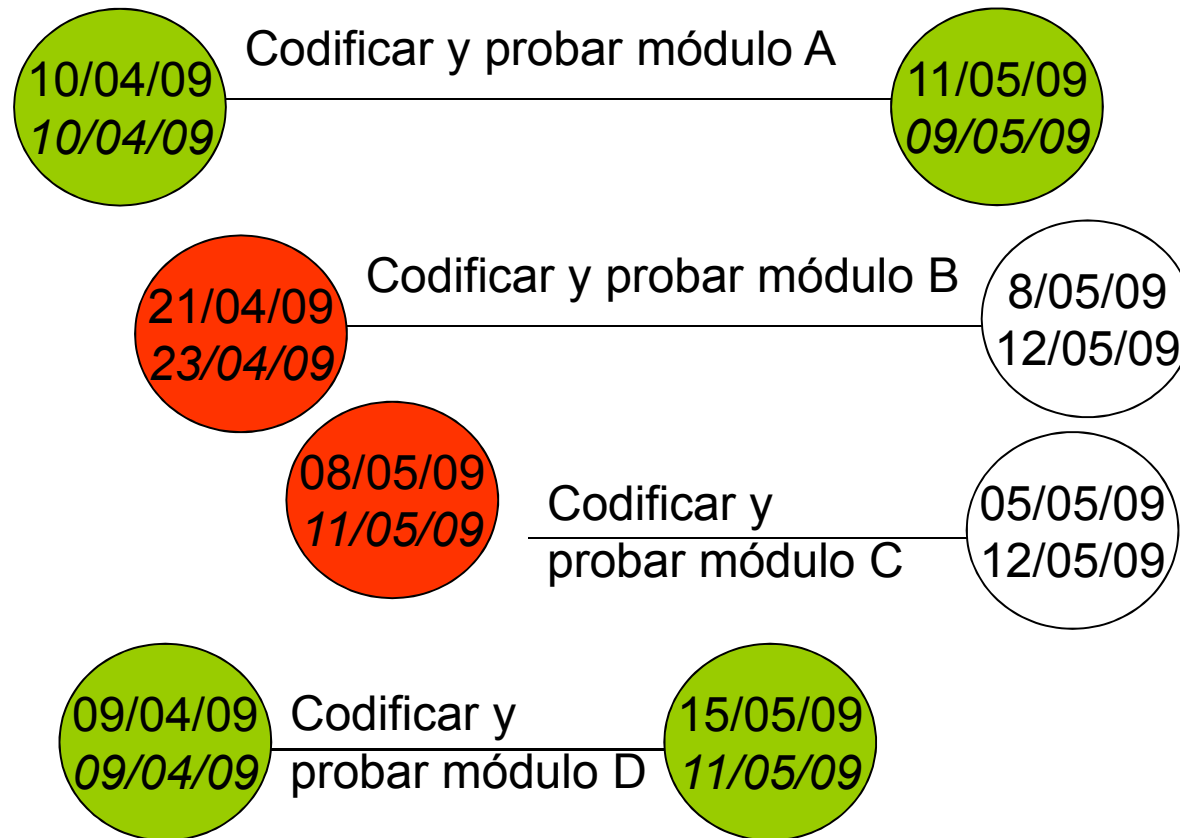 10/04/09
10/04/09
Codificar y probar módulo A
11/05/09
09/05/09
21/04/09
23/04/09
Codificar y probar módulo B
8/05/09
12/05/09
08/05/09
11/05/09
Codificar y
probar módulo C
05/05/09
12/05/09
09/04/09
09/04/09
Codificar y
probar módulo D
15/05/09
11/05/09